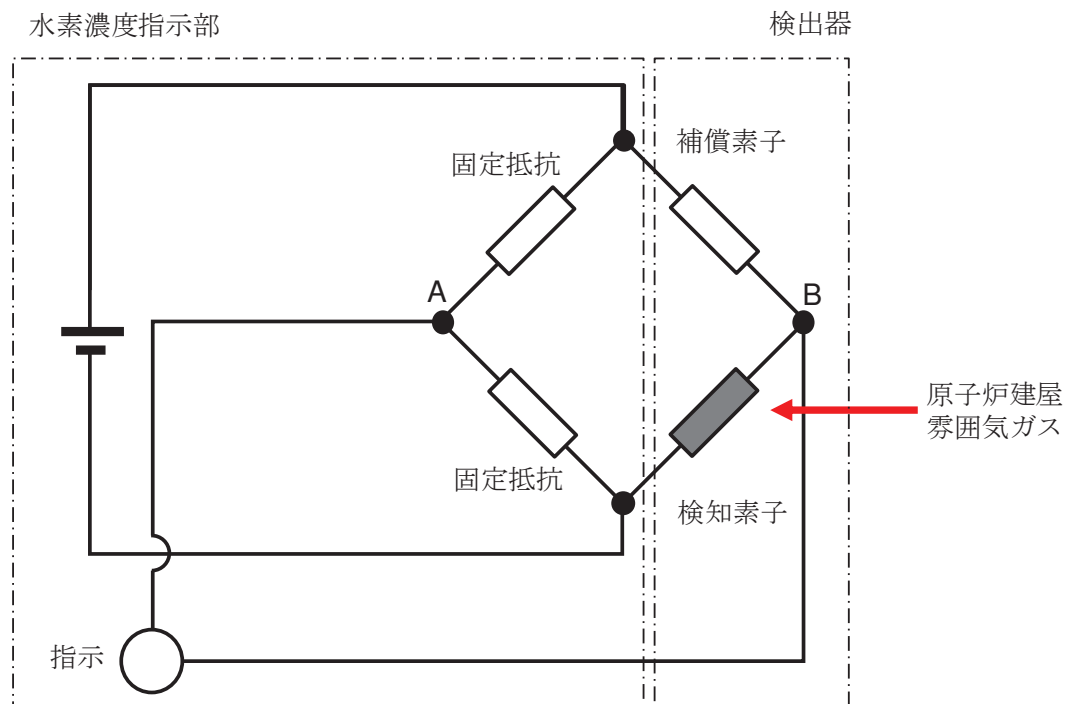 水素濃度指示部
検出器
補償素子
固定抵抗
A
B
原子炉建屋
雰囲気ガス
固定抵抗
検知素子
指示